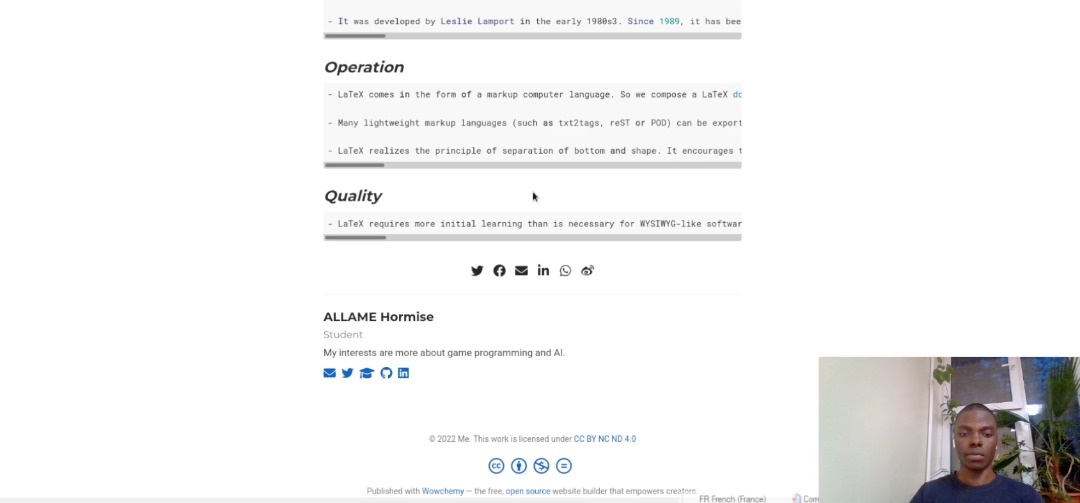 - It was developed by Leslie Lamport in the early 1980s3. Since 1989, it has bee
Operation
- LaTeX comes in the form of a markup computer language. So we compose a LaTeX do
- Many lightweight markup languages (such as txt2tags, reST or POD) can be export
- LaTeX realizes the principle of separation of bottom and shape. It encourages t
Quality
- LaTeX requires more initial learning than is necessary for WYSIWYG-like softwar
ALLAME Hormise
Student
My interests are more about game programming and AI.
© 2022 Me. This work is licensed under CC BY NC ND 4.0
Published with Wowchemy — the free, open source website builder that empowers creators.
FR French (France)
Com